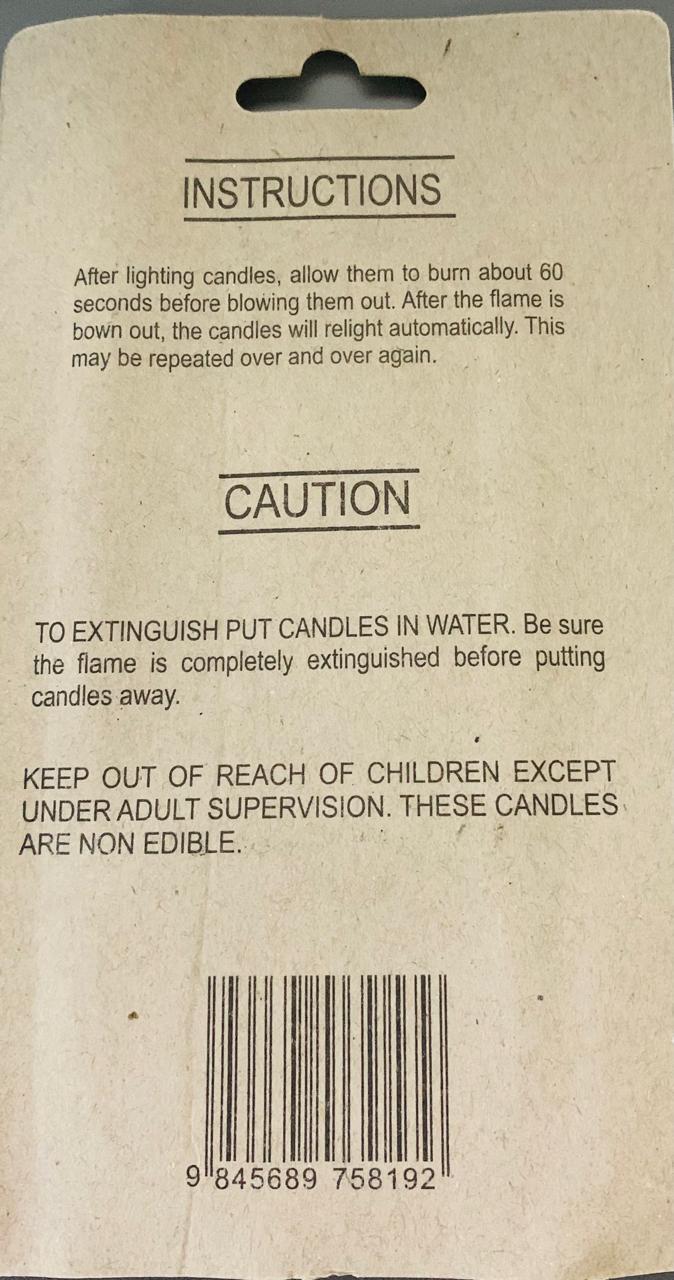 INSTRUCTIONS
After lighting candles, allow them to burn about 60
seconds before blowing them out. After the flame is
bown out, the candles will relight automatically. This
may be repeated over and over again.
CAUTION
TO EXTINGUISH PUT CANDLES IN WATER. Be sure
the flame is completely extinguished before putting
candles away.
KEEP OUT OF REACH OF CHILDREN EXCEPT
UNDER ADULT SUPERVISION. THESE CANDLES
ARE NON EDIBLE.
9 845689 758192